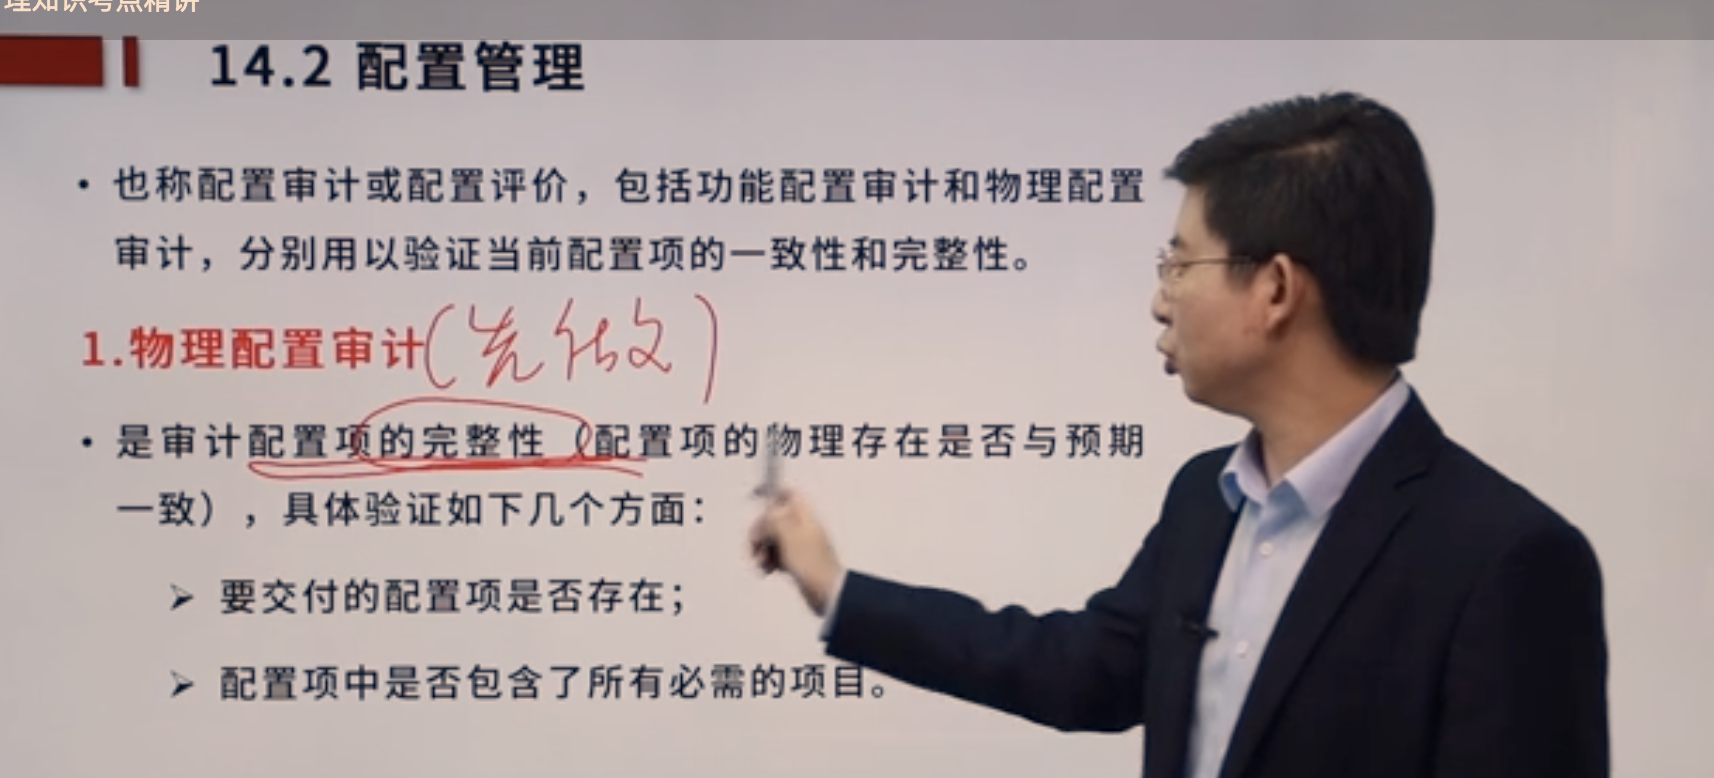 理知识考点精讲
14.2 配置管理
• 也称配置审计或配置评价，包括功能配置审计和物理配置
审计，分别用以验证当前配置项的一致性和完整性。
1.物理配置审计(先做)
• 是审计配置项的完整性（配置项的物理存在是否与预期
一致），具体验证如下几个方面：
➢ 要交付的配置项是否存在；
➢ 配置项中是否包含了所有必需的项目。